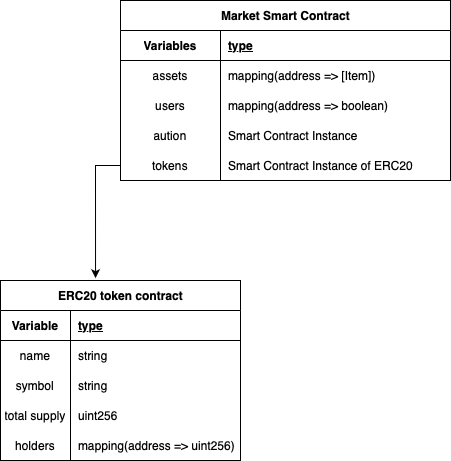 Market Smart Contract
Variables type
assets mapping(address => [Item])
users mapping(address => boolean)
aution Smart Contract Instance
tokens Smart Contract Instance of ERC20
ERC20 token contract
Variable type
name string
symbol string
total supply uint256
holders mapping(address => uint256)